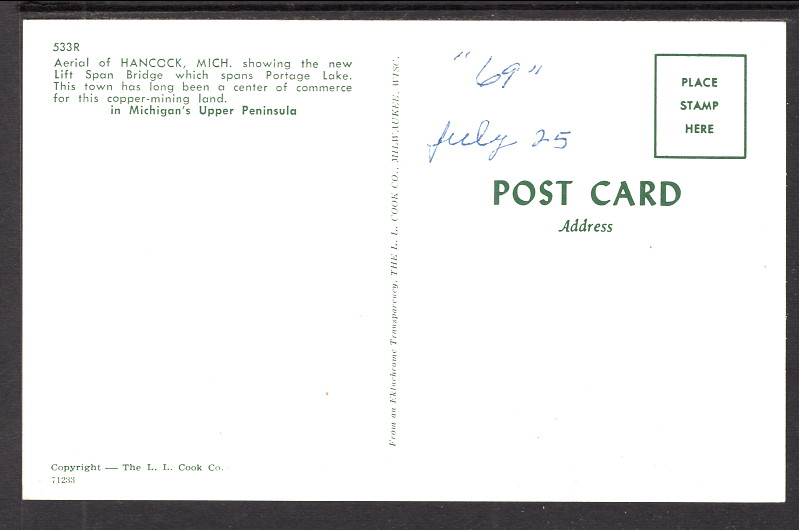 533R
Aerial of HANCOCK, MICH. showing the new
Lift Span Bridge which spans Portage Lake.
This town has long been a center of commerce
for this copper-mining land.
in Michigan's Upper Peninsula
Copyright — The L. L. Cook Co.
71233
From an Ektachrome Transparency, THE L. L. COOK CO., MILWAUKEE, WISC.
"69"
July 25
PLACE
STAMP
HERE
POST CARD
Address